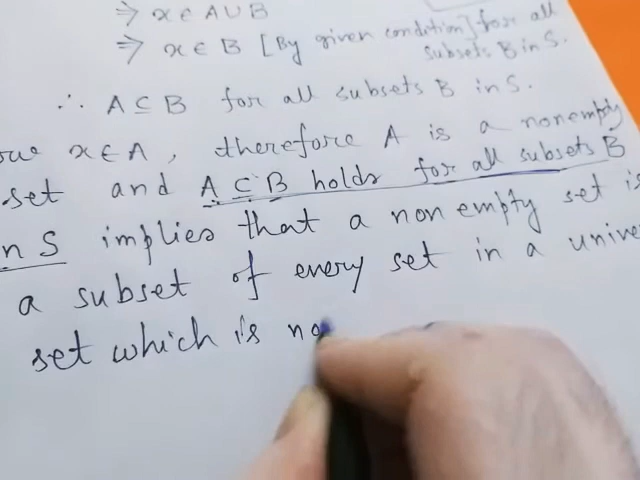 ⇒ x ∈ A ∪ B
⇒ x ∈ B [By given condition] for all
subsets B in S.
∴ A ⊆ B for all subsets B in S.
x ∈ A, therefore A is a nonempty
set and A ⊆ B holds for all subsets B
in S implies that a non empty set is
a subset of every set in a
set which is no